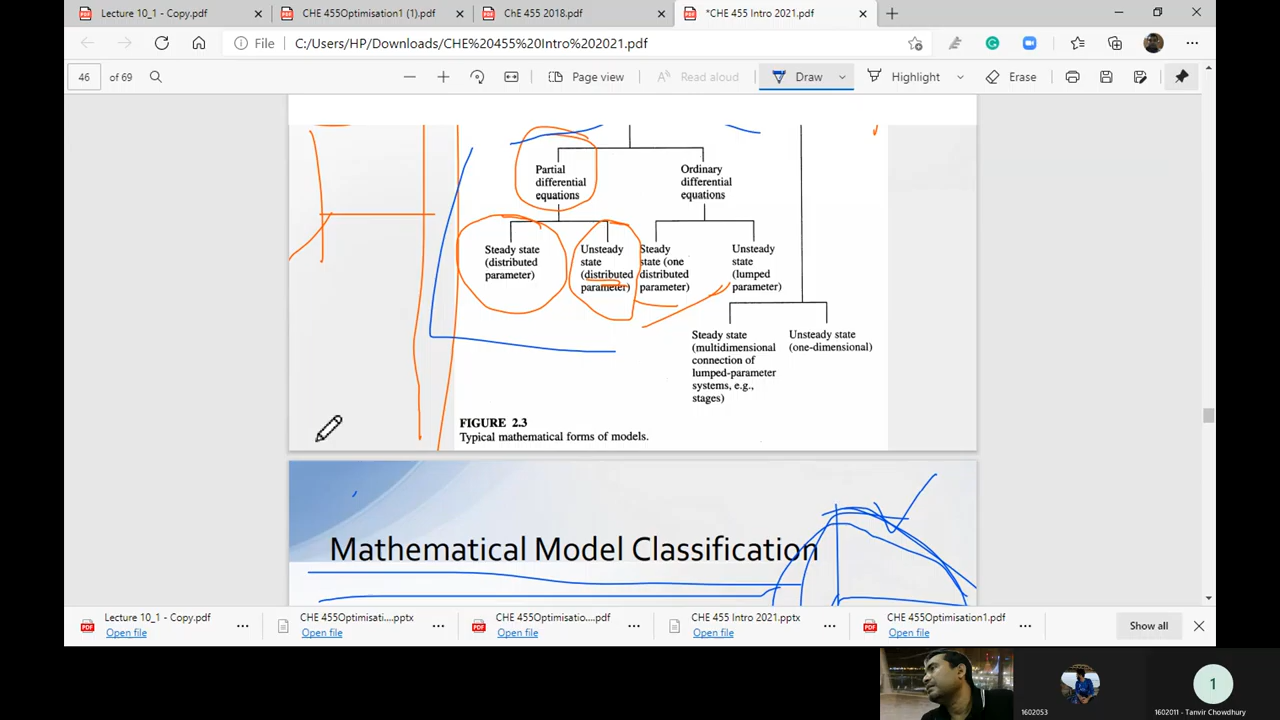 Lecture 10_1 - Copy.pdf
CHE 455Optimisation1 (1).pdf
ChE 455 2018.pdf
*CHE 455 Intro 2021.pdf
File
C:/Users/HP/Downloads/CHE%20455%20Intro%202021.pdf
46
of 69
Page view
Read aloud
Draw
Highlight
Erase
Partial
differential
equations
Ordinary
differential
equations
Steady state
(distributed
parameter)
Unsteady
state
(distributed
parameter)
Steady
state (one
distributed
parameter)
Unsteady
state
(lumped
parameter)
Steady state
(multidimensional
connection of
lumped-parameter
systems, e.g.,
stages)
Unsteady state
(one-dimensional)
FIGURE 2.3
Typical mathematical forms of models.
Mathematical Model Classification
Lecture 10_1 - Copy.pdf
Open file
CHE 455Optimisati....pptx
Open file
CHE 455Optimisatio....pdf
Open file
CHE 455 Intro 2021.pptx
Open file
CHE 455Optimisation1.pdf
Open file
Show all
1602053
1
1602011 - Tanvir Chowdhury